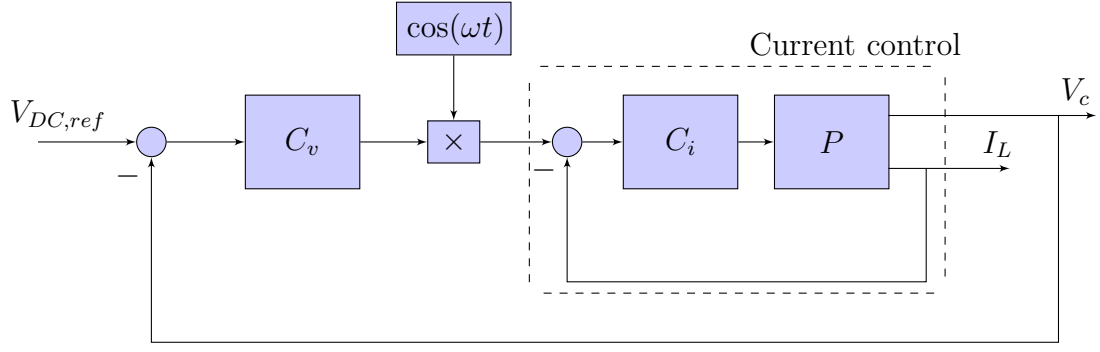 cos(ωt)
Current control
V_{DC,ref}
C_v
×
C_i
P
V_c
I_L
−
−